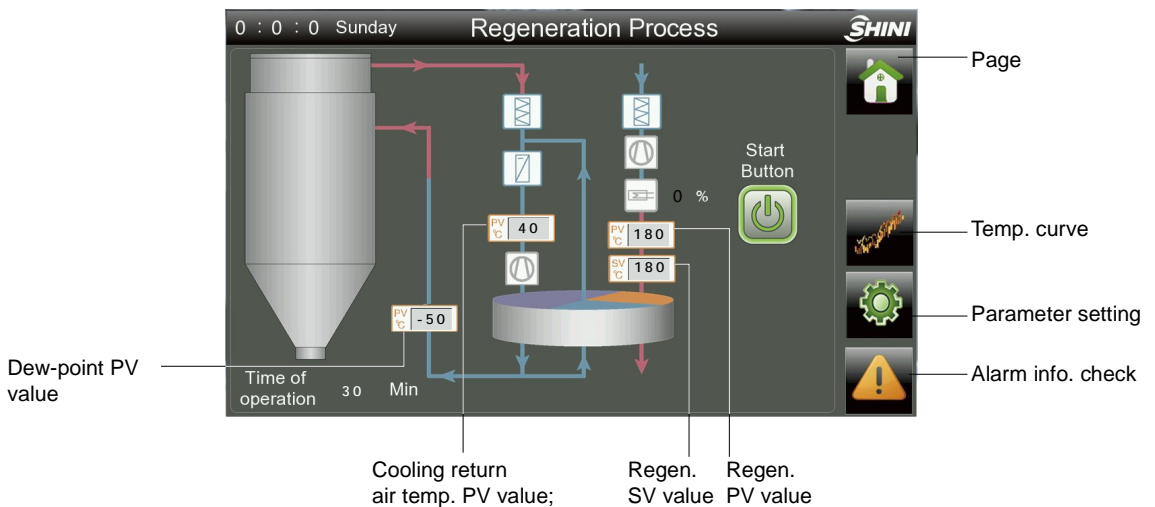 0 : 0 : 0 Sunday
Regeneration Process
SHINI
Page
Start
Button
0 %
Temp. curve
PV
℃ 40
PV
℃ 180
SV
℃ 180
Parameter setting
PV
℃ -50
Dew-point PV
value
Time of
operation 30 Min
Alarm info. check
Cooling return
air temp. PV value;
Regen.
SV value
Regen.
PV value